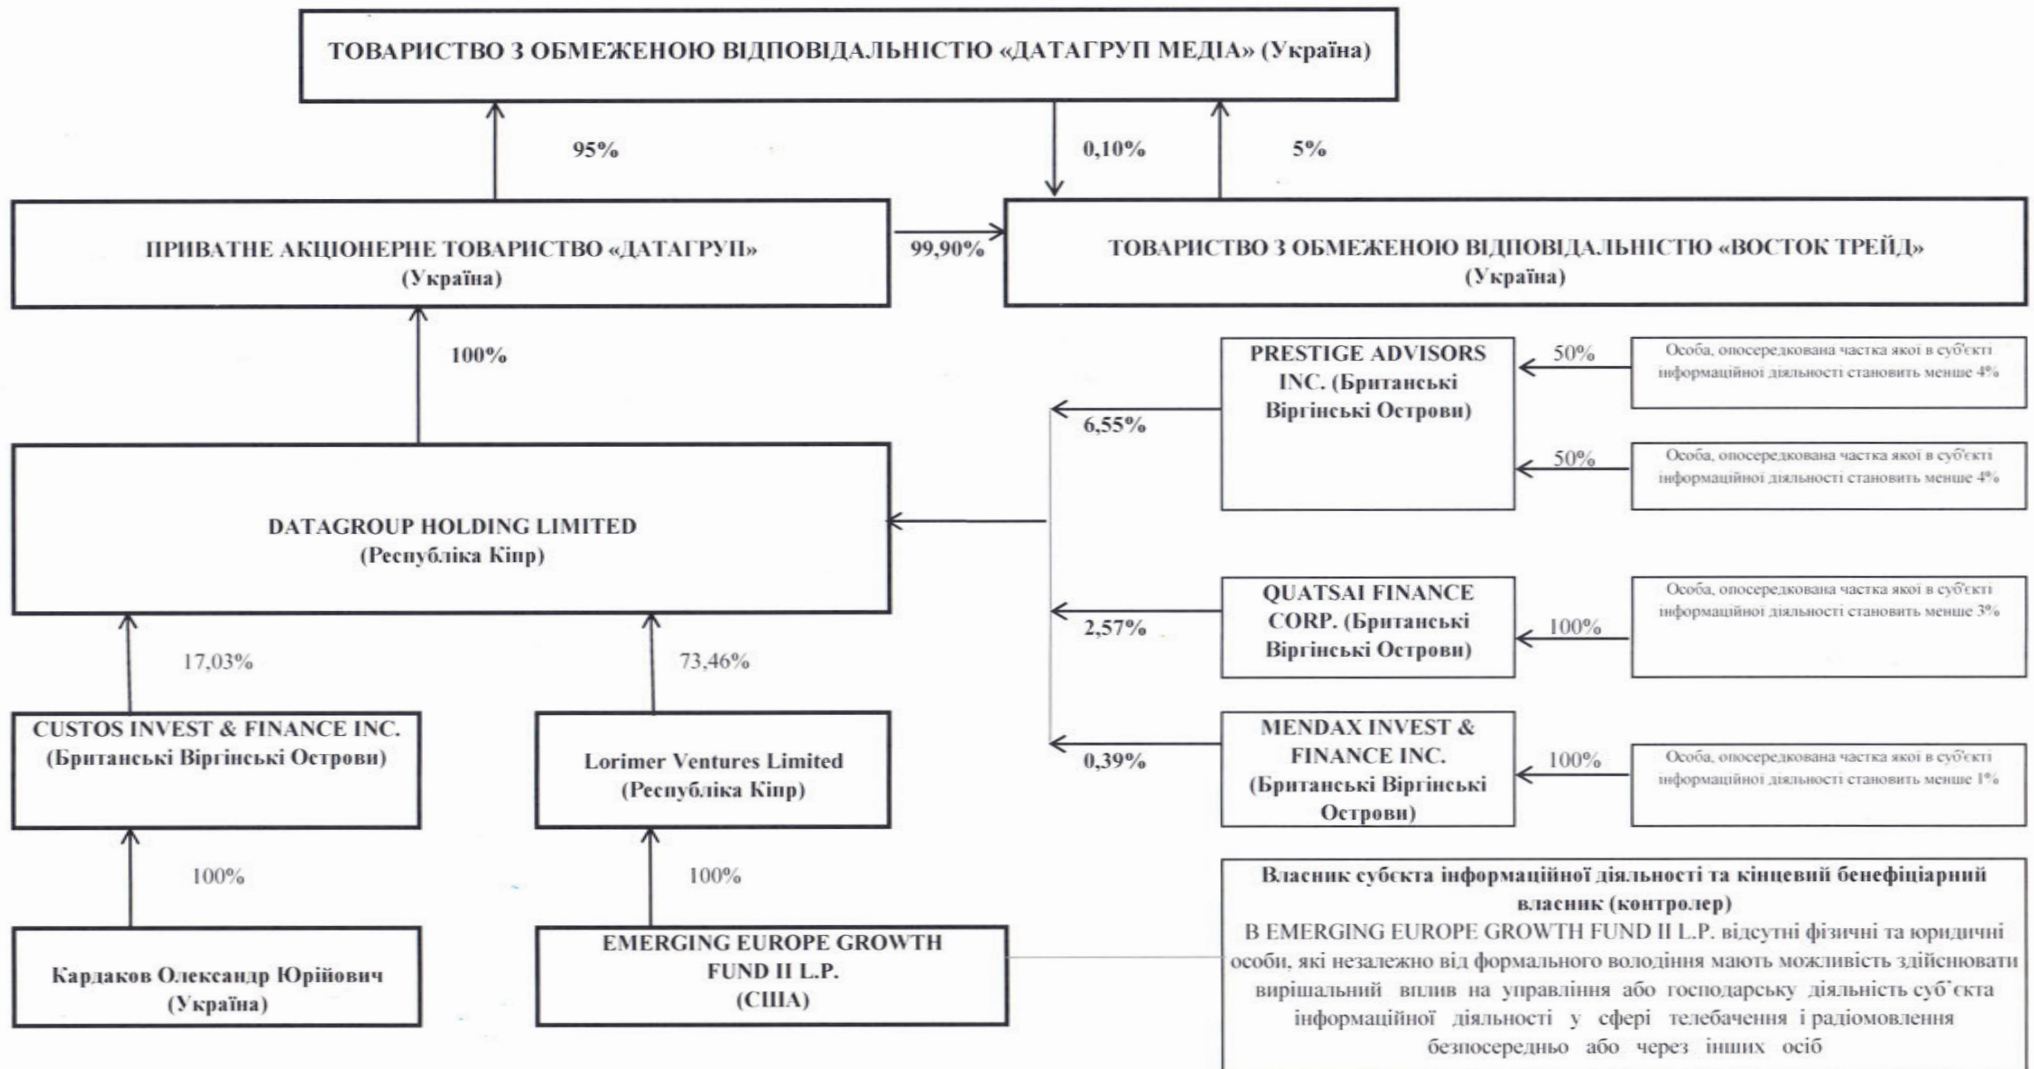 ТОВАРИСТВО З ОБМЕЖЕНОЮ ВІДПОВІДАЛЬНІСТЮ «ДАТАГРУП МЕДІА» (Україна)
95%
0,10%
5%
ПРИВАТНЕ АКЦІОНЕРНЕ ТОВАРИСТВО «ДАТАГРУП»
(Україна)
99,90%
ТОВАРИСТВО З ОБМЕЖЕНОЮ ВІДПОВІДАЛЬНІСТЮ «ВОСТОК ТРЕЙД»
(Україна)
100%
PRESTIGE ADVISORS
INC. (Британські
Віргінські Острови)
50%
Особа, опосередкована частка якої в суб'єкті
інформаційної діяльності становить менше 4%
6,55%
50%
Особа, опосередкована частка якої в суб'єкті
інформаційної діяльності становить менше 4%
DATAGROUP HOLDING LIMITED
(Республіка Кіпр)
QUATSAI FINANCE
CORP. (Британські
Віргінські Острови)
2,57%
100%
Особа, опосередкована частка якої в суб'єкті
інформаційної діяльності становить менше 3%
17,03%
73,46%
CUSTOS INVEST & FINANCE INC.
(Британські Віргінські Острови)
Lorimer Ventures Limited
(Республіка Кіпр)
MENDAX INVEST &
FINANCE INC.
(Британські Віргінські
Острови)
0,39%
100%
Особа, опосередкована частка якої в суб'єкті
інформаційної діяльності становить менше 1%
100%
100%
Кардаков Олександр Юрійович
(Україна)
EMERGING EUROPE GROWTH
FUND II L.P.
(США)
Власник субєкта інформаційної діяльності та кінцевий бенефіціарний
власник (контролер)
В EMERGING EUROPE GROWTH FUND II L.P. відсутні фізичні та юридичні
особи, які незалежно від формального володіння мають можливість здійснювати
вирішальний вплив на управління або господарську діяльність суб'єкта
інформаційної діяльності у сфері телебачення і радіомовлення
безпосередньо або через інших осіб